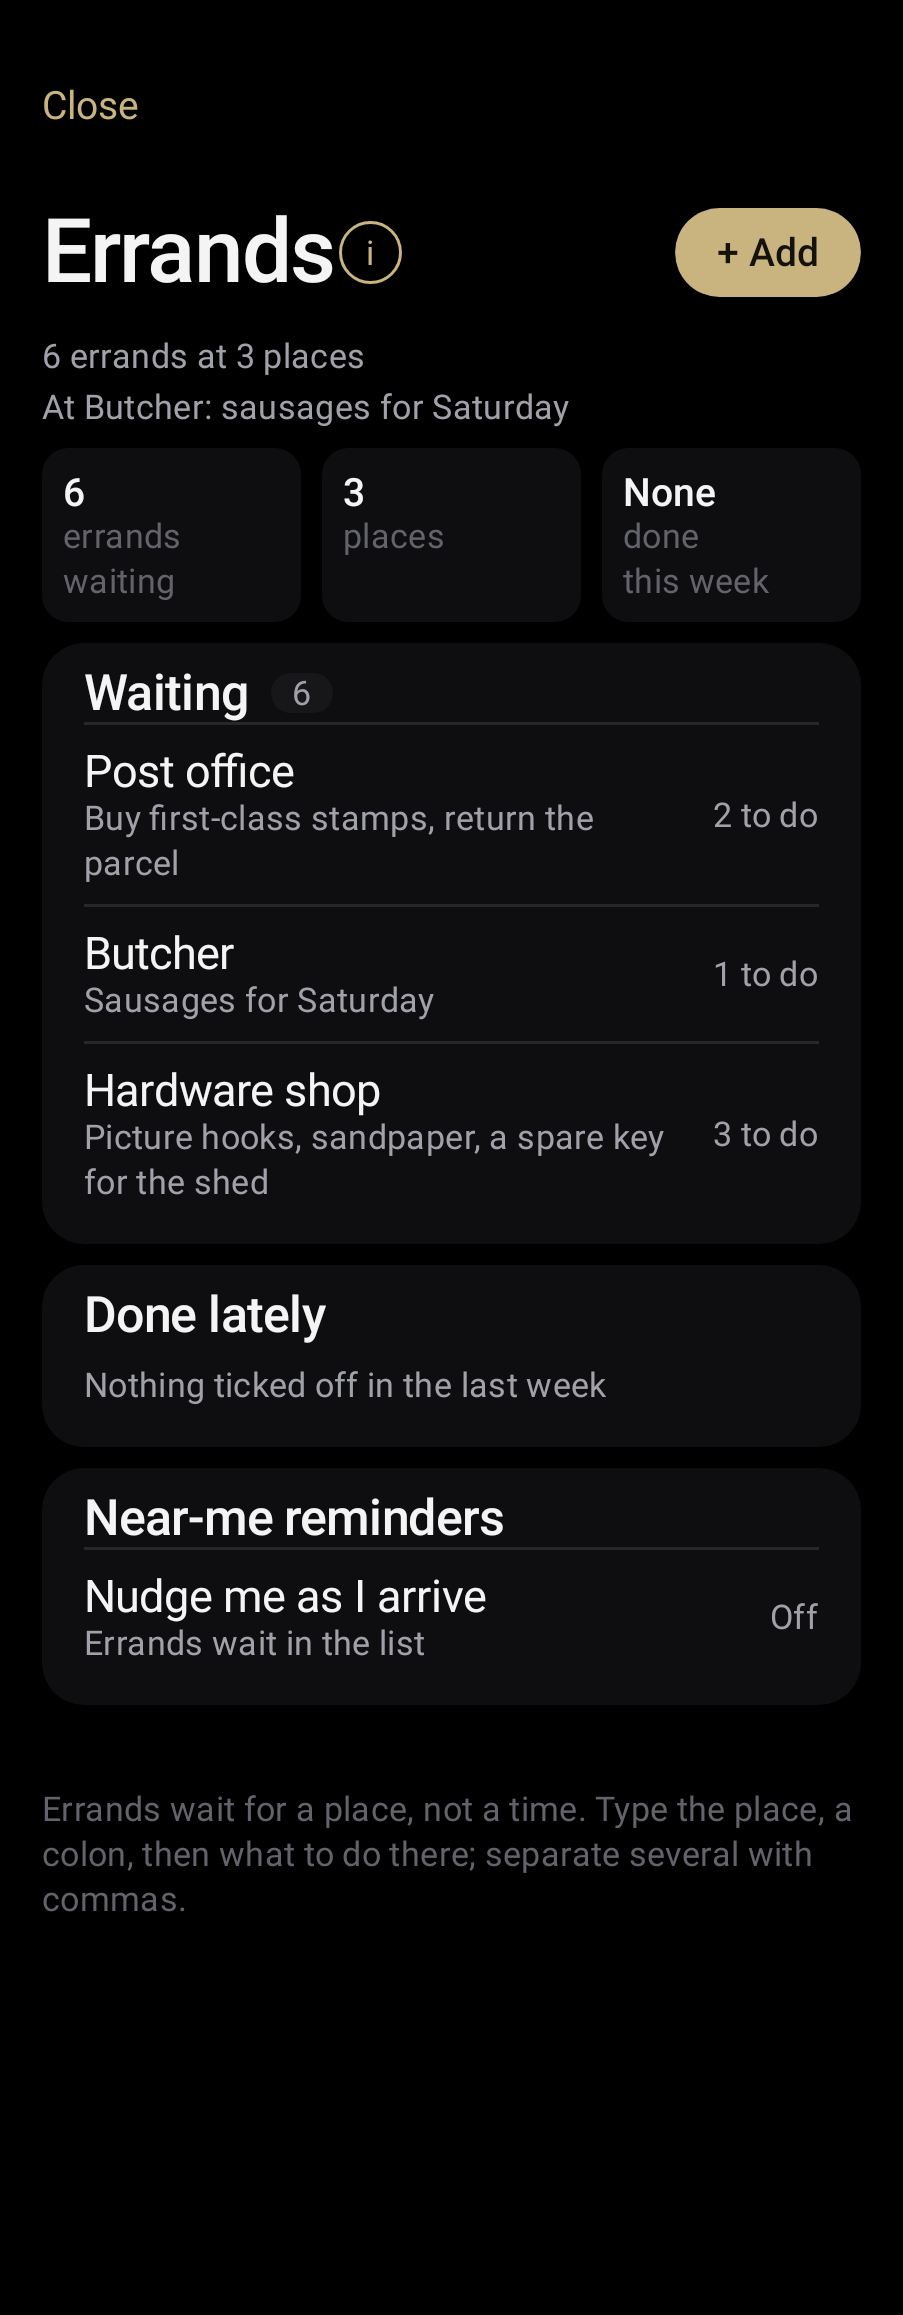 Close
Errands i
+ Add
6 errands at 3 places
At Butcher: sausages for Saturday
6
errands
waiting
3
places
None
done
this week
Waiting 6
Post office
Buy first-class stamps, return the
parcel
2 to do
Butcher
Sausages for Saturday
1 to do
Hardware shop
Picture hooks, sandpaper, a spare key
for the shed
3 to do
Done lately
Nothing ticked off in the last week
Near-me reminders
Nudge me as I arrive
Errands wait in the list
Off
Errands wait for a place, not a time. Type the place, a
colon, then what to do there; separate several with
commas.